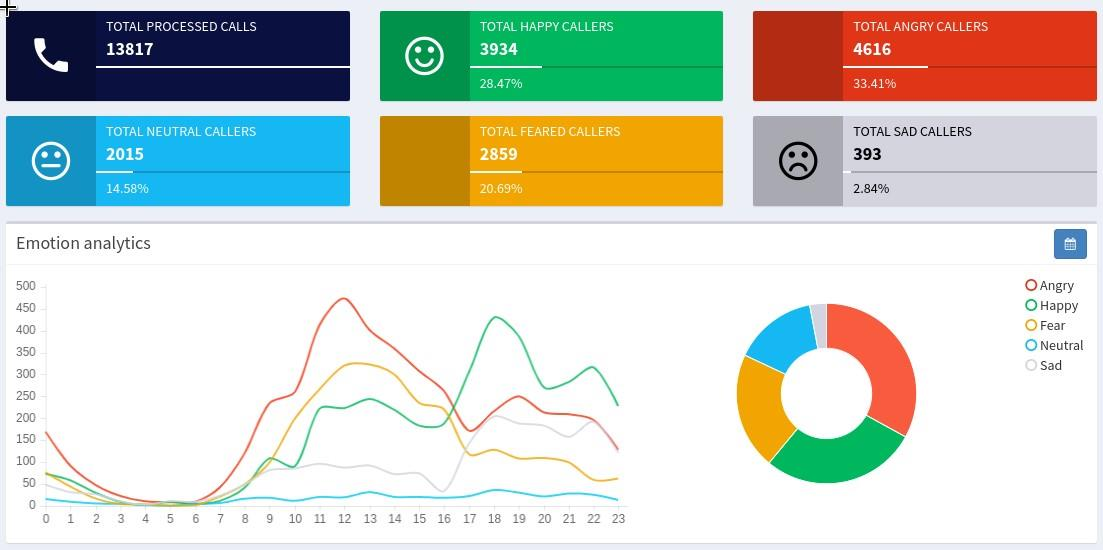 TOTAL PROCESSED CALLS
13817
TOTAL HAPPY CALLERS
3934
28.47%
TOTAL ANGRY CALLERS
4616
33.41%
TOTAL NEUTRAL CALLERS
2015
14.58%
TOTAL FEARED CALLERS
2859
20.69%
TOTAL SAD CALLERS
393
2.84%
Emotion analytics
500
450
400
350
300
250
200
150
100
50
0
0 1 2 3 4 5 6 7 8 9 10 11 12 13 14 15 16 17 18 19 20 21 22 23
Angry
Happy
Fear
Neutral
Sad